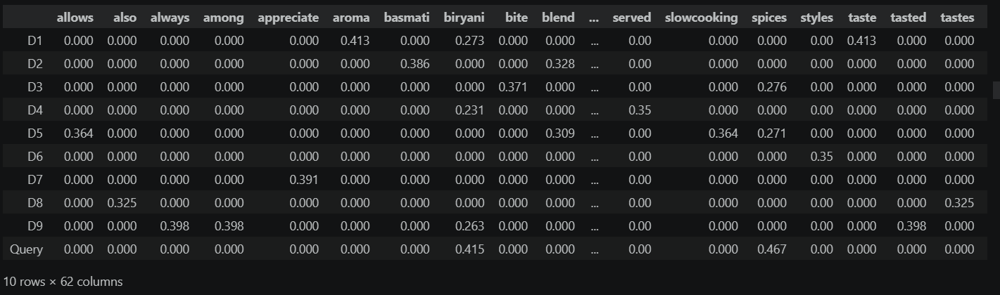 allows also always among appreciate aroma basmati biryani bite blend ... served slowcooking spices styles taste tasted tastes
D1 0.000 0.000 0.000 0.000 0.000 0.413 0.000 0.273 0.000 0.000 ... 0.00 0.000 0.000 0.00 0.413 0.000 0.000
D2 0.000 0.000 0.000 0.000 0.000 0.000 0.386 0.000 0.000 0.328 ... 0.00 0.000 0.000 0.00 0.000 0.000 0.000
D3 0.000 0.000 0.000 0.000 0.000 0.000 0.000 0.000 0.371 0.000 ... 0.00 0.000 0.276 0.00 0.000 0.000 0.000
D4 0.000 0.000 0.000 0.000 0.000 0.000 0.000 0.231 0.000 0.000 ... 0.35 0.000 0.000 0.00 0.000 0.000 0.000
D5 0.364 0.000 0.000 0.000 0.000 0.000 0.000 0.000 0.000 0.309 ... 0.00 0.364 0.271 0.00 0.000 0.000 0.000
D6 0.000 0.000 0.000 0.000 0.000 0.000 0.000 0.000 0.000 0.000 ... 0.00 0.000 0.000 0.35 0.000 0.000 0.000
D7 0.000 0.000 0.000 0.000 0.391 0.000 0.000 0.000 0.000 0.000 ... 0.00 0.000 0.000 0.00 0.000 0.000 0.000
D8 0.000 0.325 0.000 0.000 0.000 0.000 0.000 0.000 0.000 0.000 ... 0.00 0.000 0.000 0.00 0.000 0.000 0.325
D9 0.000 0.000 0.398 0.398 0.000 0.000 0.000 0.263 0.000 0.000 ... 0.00 0.000 0.000 0.00 0.000 0.398 0.000
Query 0.000 0.000 0.000 0.000 0.000 0.000 0.000 0.415 0.000 0.000 ... 0.00 0.000 0.467 0.00 0.000 0.000 0.000
10 rows × 62 columns